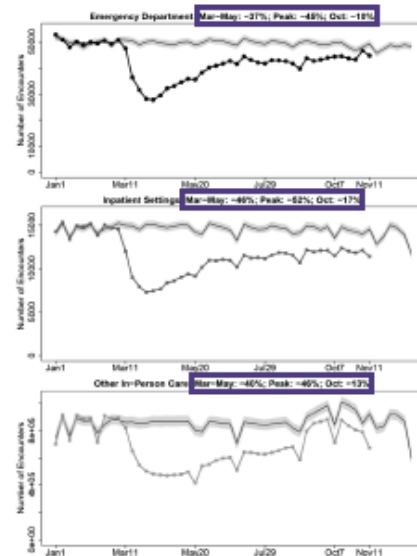 Emergency Department Mar–May: −37%; Peak: −45%; Oct: −18%
Number of Encounters
50000
30000
10000
0
Jan1 Mar11 May20 Jul29 Oct7 Nov11
Inpatient Settings Mar–May: −46%; Peak: −52%; Oct: −17%
Number of Encounters
15000
10000
5000
0
Jan1 Mar11 May20 Jul29 Oct7 Nov11
Other In−Person Care Mar–May: −40%; Peak: −46%; Oct: −13%
Number of Encounters
8e+05
4e+05
0e+00
Jan1 Mar11 May20 Jul29 Oct7 Nov11